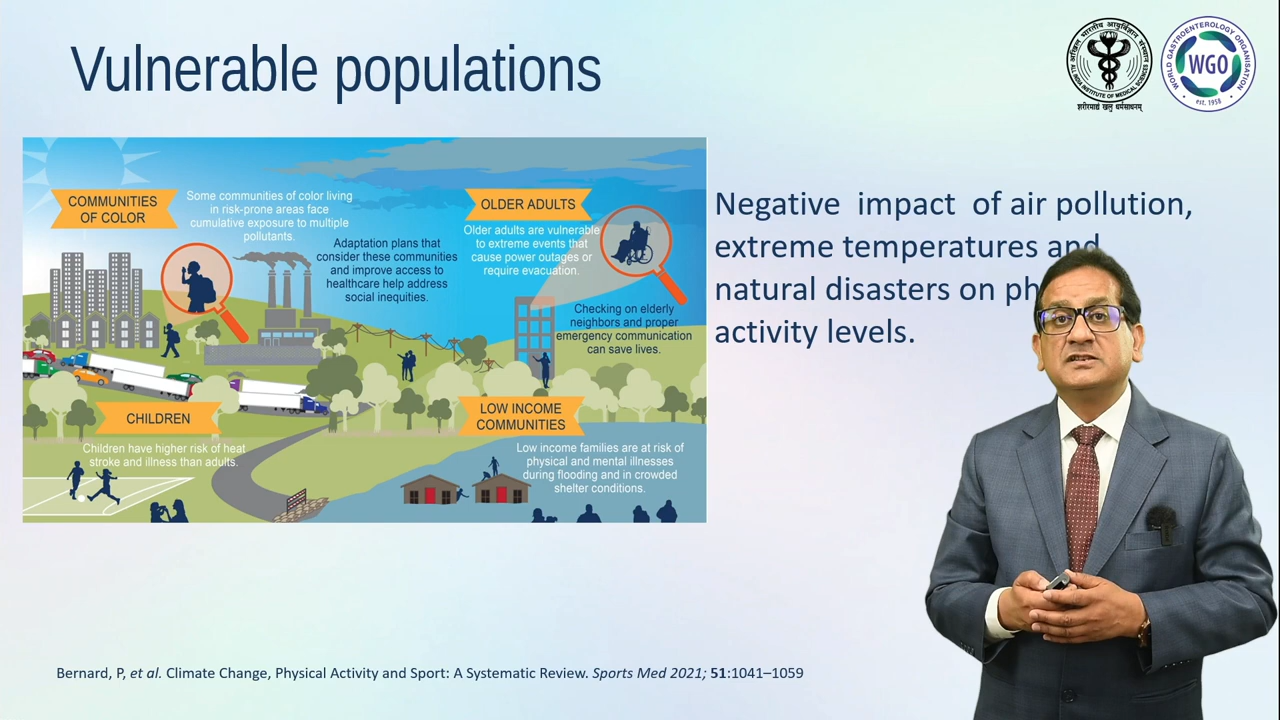 Vulnerable populations
WORLD GASTROENTEROLOGY ORGANISATION
WGO
est. 1958
शरीरमाद्यं खलु धर्मसाधनम्
COMMUNITIES
OF COLOR
Some communities of color living
in risk-prone areas face
cumulative exposure to multiple
pollutants.
Adaptation plans that
consider these communities
and improve access to
healthcare help address
social inequities.
OLDER ADULTS
Older adults are vulnerable
to extreme events that
cause power outages or
require evacuation.
Checking on elderly
neighbors and proper
emergency communication
can save lives.
CHILDREN
Children have higher risk of heat
stroke and illness than adults.
LOW INCOME
COMMUNITIES
Low income families are at risk of
physical and mental illnesses
during flooding and in crowded
shelter conditions.
Negative impact of air pollution,
extreme temperatures and
natural disasters on
activity levels.
Bernard, P, et al. Climate Change, Physical Activity and Sport: A Systematic Review. Sports Med 2021; 51:1041–1059